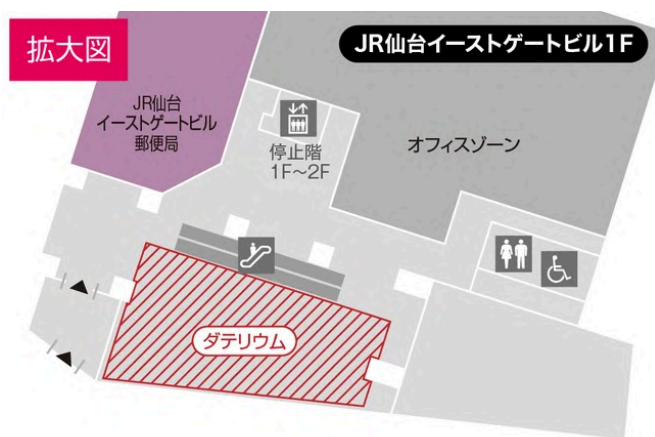 拡大図
JR仙台イーストゲートビル1F
JR仙台
イーストゲートビル
郵便局
停止階
1F～2F
オフィスゾーン
ダテリウム